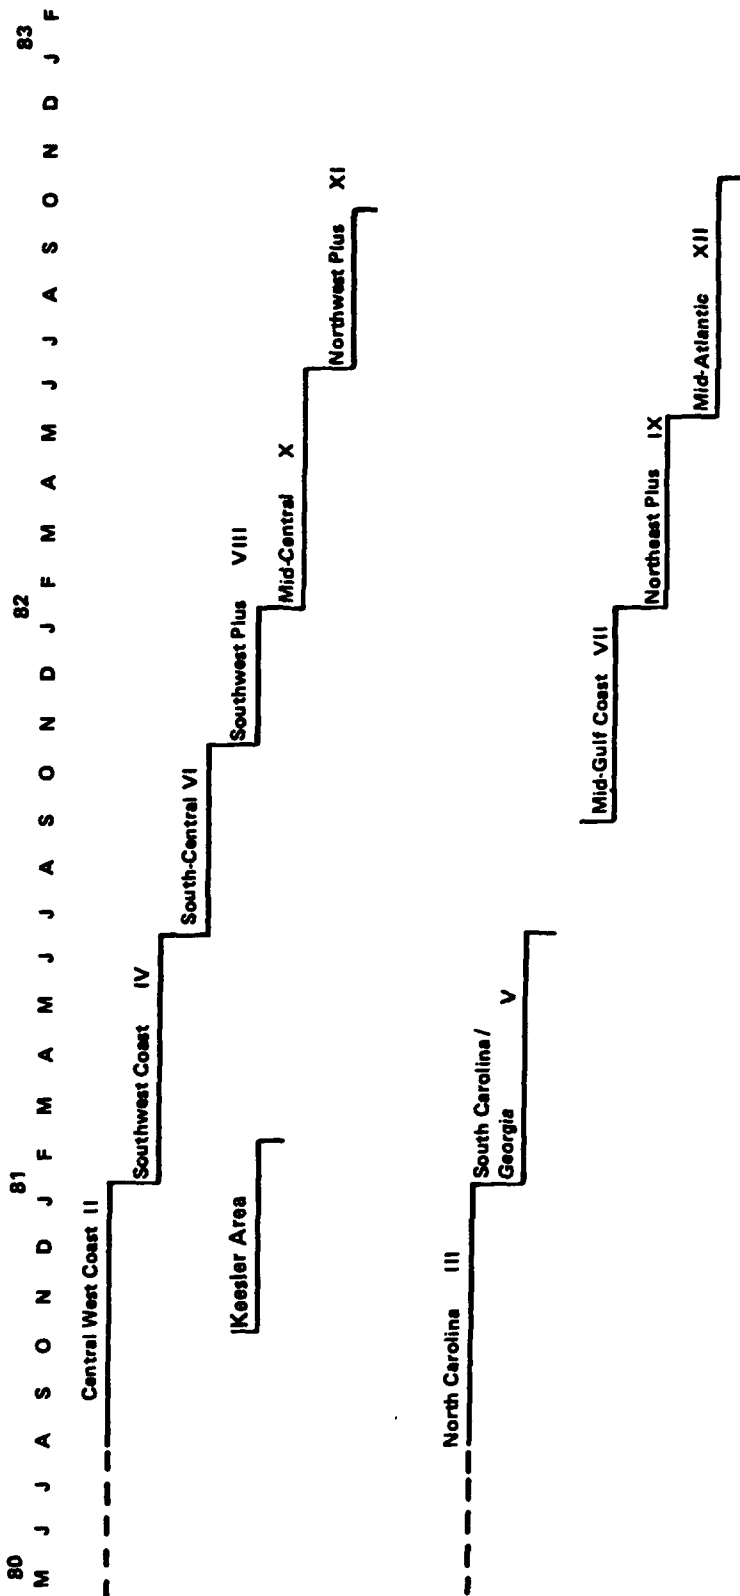 80 81 82 83
M J J A S O N D J F M A M J J A S O N D J F M A M J J A S O N D J F
Central West Coast II
Southwest Coast IV
South-Central VI
Keesler Area
Southwest Plus VIII
Mid-Central X
Northwest Plus XI
North Carolina III
South Carolina/
Georgia V
Mid-Gulf Coast VII
Northeast Plus IX
Mid-Atlantic XII